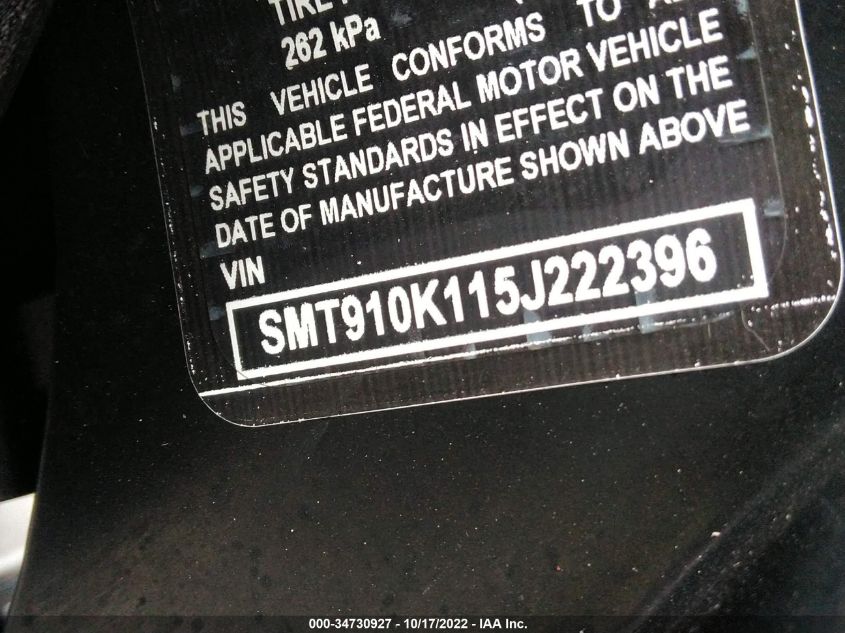 262 kPa
THIS VEHICLE CONFORMS TO
APPLICABLE FEDERAL MOTOR VEHICLE
SAFETY STANDARDS IN EFFECT ON THE
DATE OF MANUFACTURE SHOWN ABOVE
VIN
SMT910K115J222396
000-34730927 - 10/17/2022 - IAA Inc.